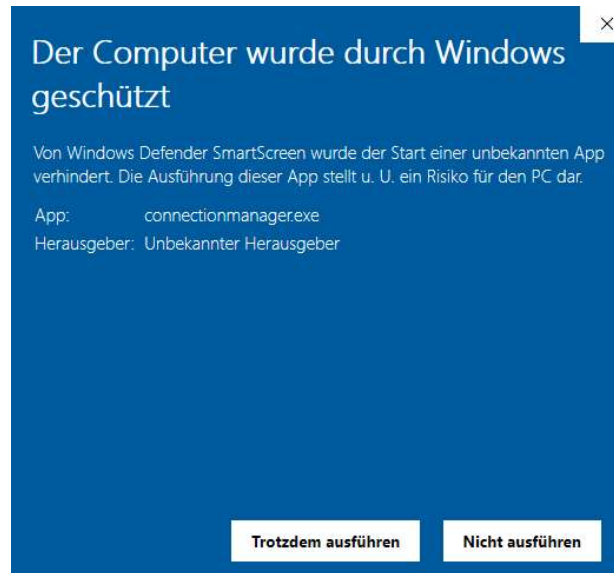 Der Computer wurde durch Windows
geschützt
Von Windows Defender SmartScreen wurde der Start einer unbekannten App
verhindert. Die Ausführung dieser App stellt u. U. ein Risiko für den PC dar.
App: connectionmanager.exe
Herausgeber: Unbekannter Herausgeber
Trotzdem ausführen Nicht ausführen